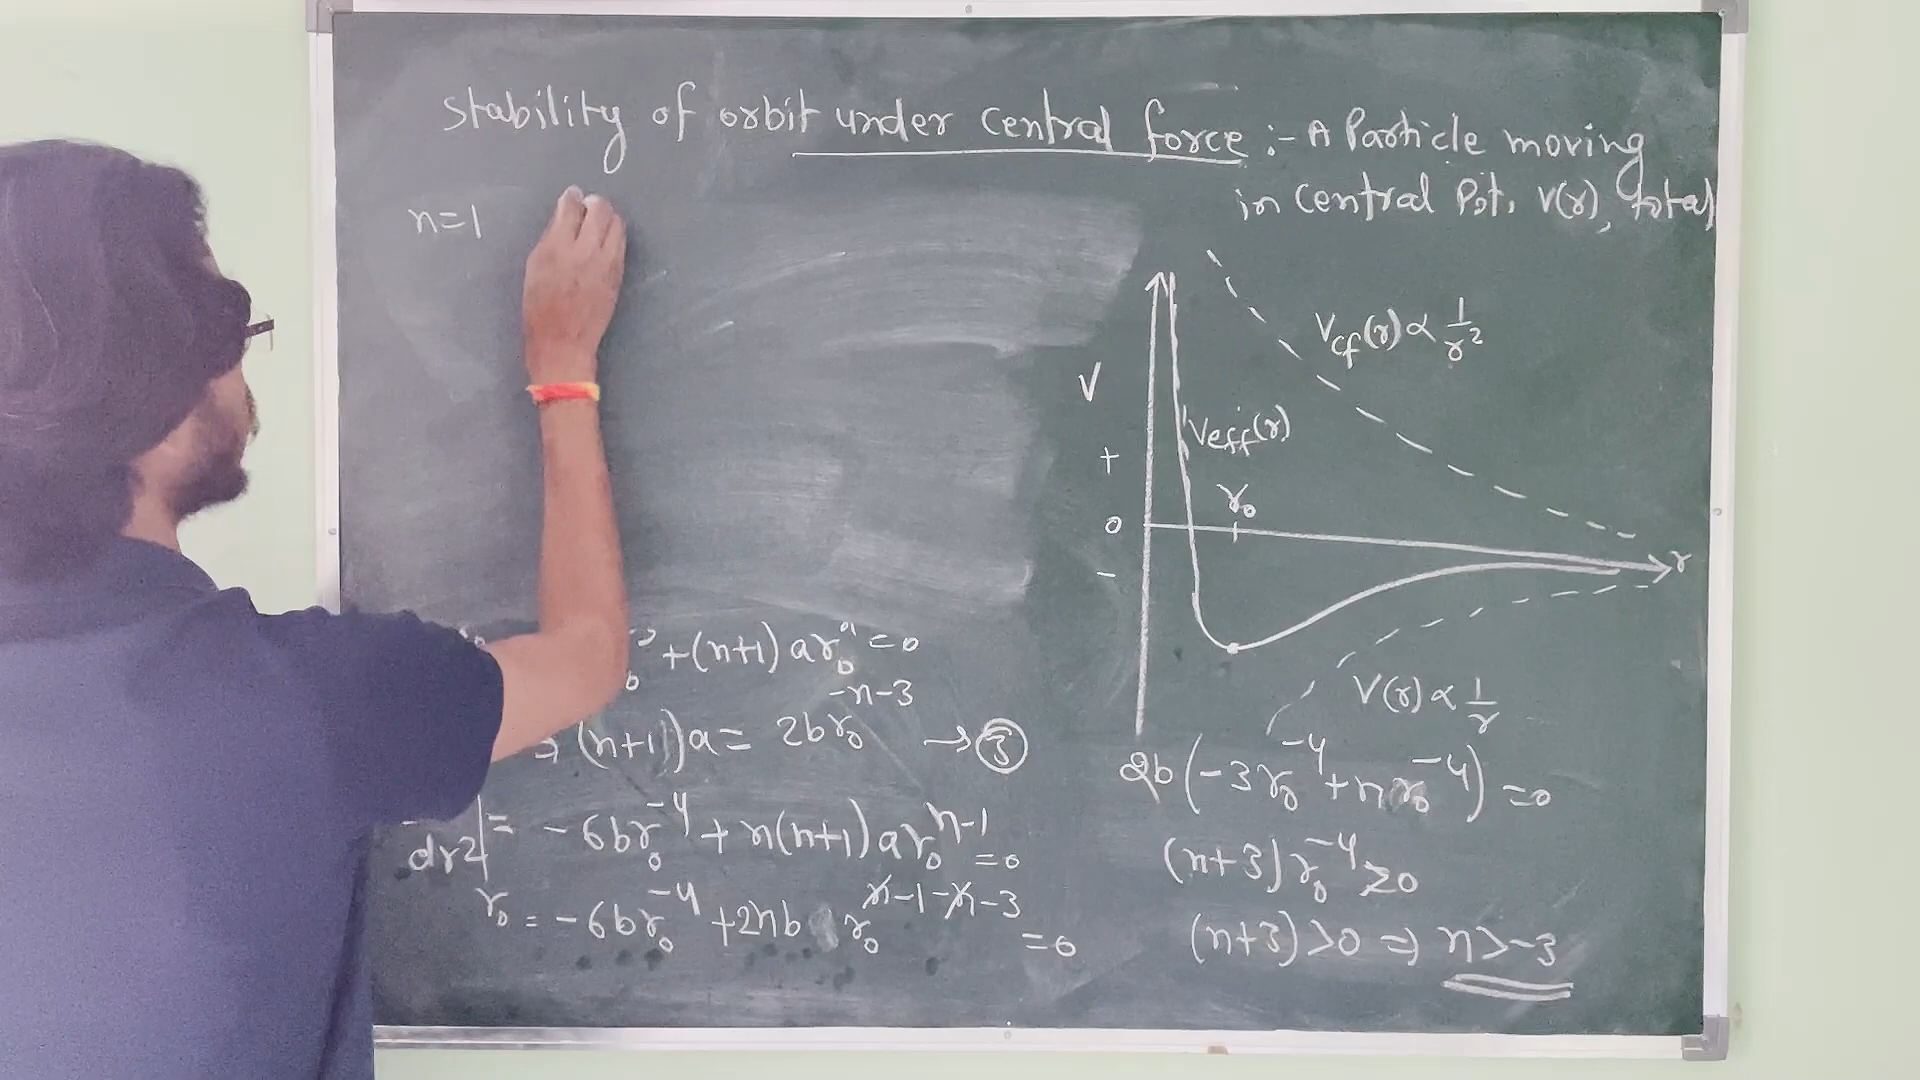 Stability of orbit under central force :- A Particle moving
in central Pot. V(r), total
n=1
V
+
0
-
Vcf(r) ∝ 1/r²
Veff(r)
r₀
r
V(r) ∝ 1/r
+(n+1) ar₀ⁿ = 0
(n+1)a = 2br₀⁻ⁿ⁻³ → ③
dr² | r₀ = -6br₀⁻⁴ + n(n+1) ar₀ⁿ⁻¹ = 0
= -6br₀⁻⁴ + 2nb r₀ⁿ⁻¹⁻ⁿ⁻³ = 0
2b(-3r₀⁻⁴ + n r₀⁻⁴) = 0
(n+3) r₀⁻⁴ > 0
(n+3) > 0 ⇒ n > -3